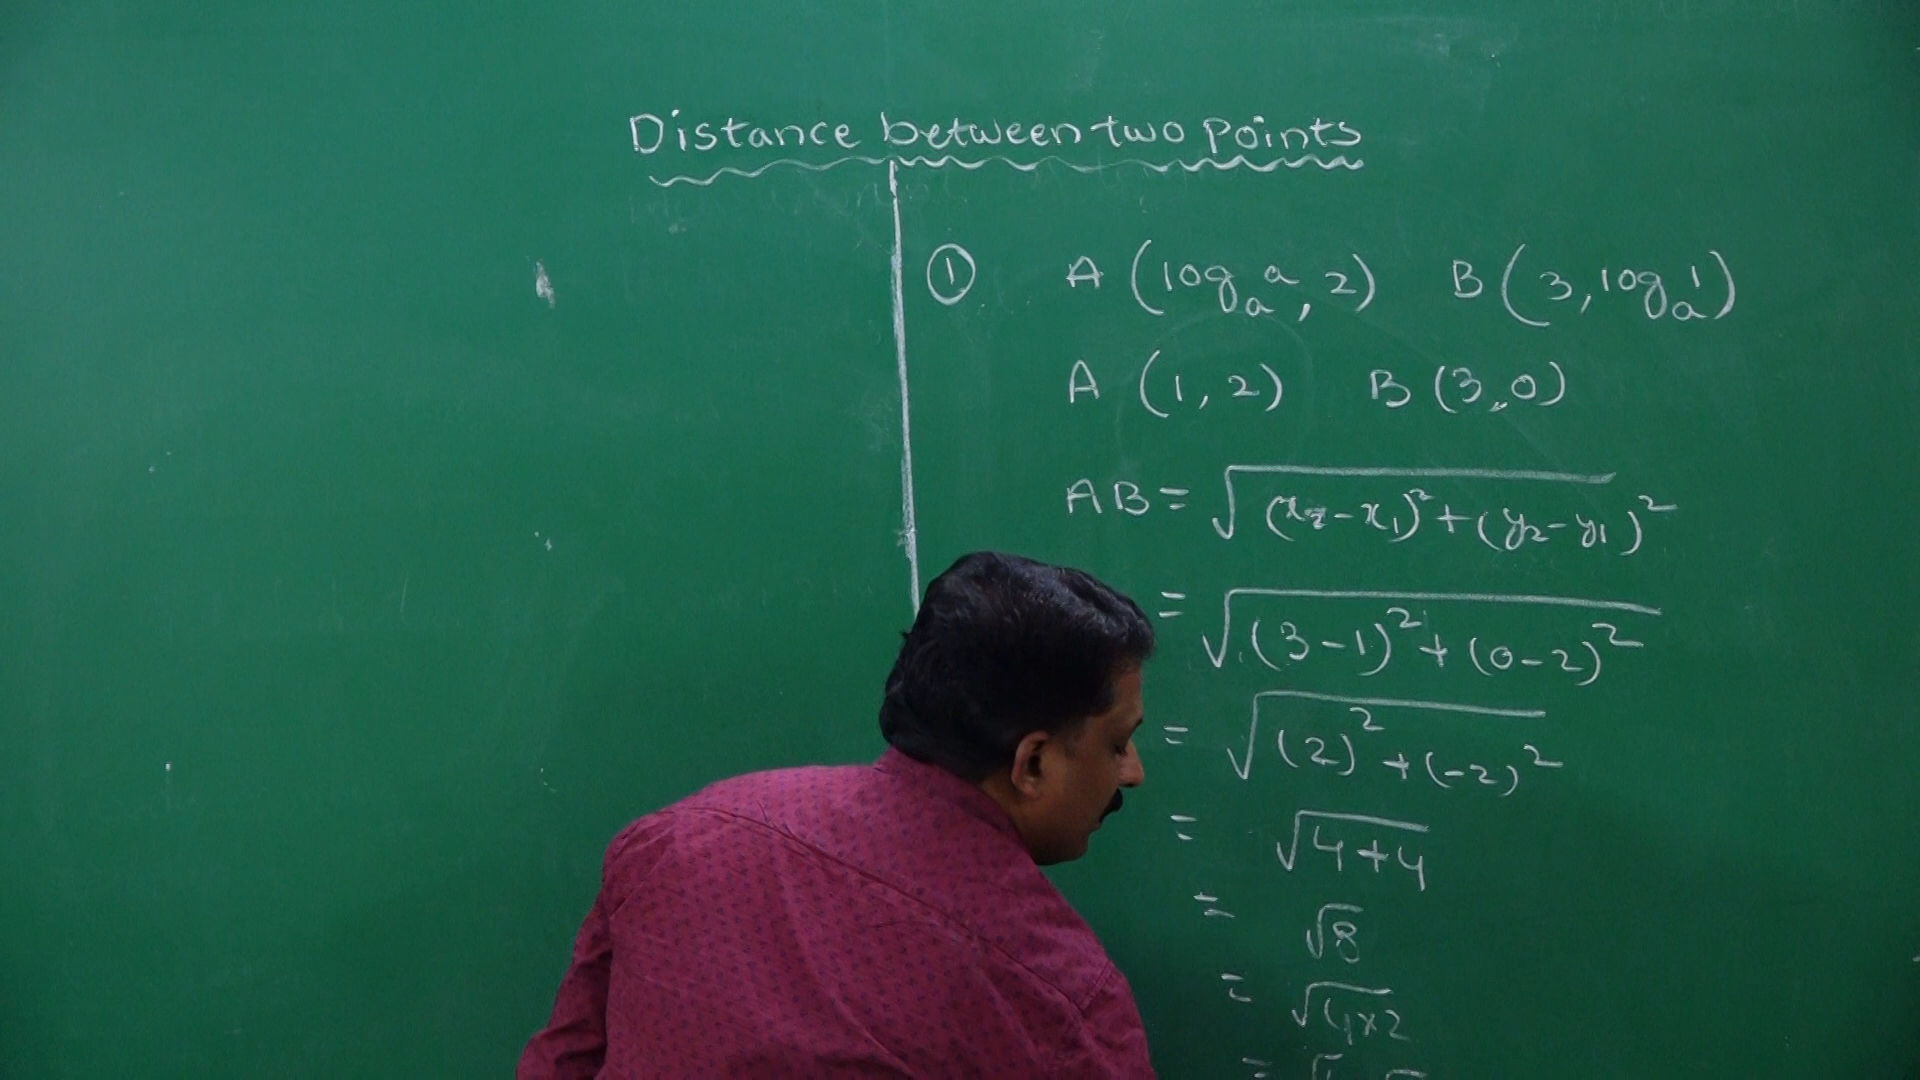 Distance between two points
① A (log_a a, 2) B (3, log_a 1)
A (1, 2) B (3, 0)
AB = √(x₂-x₁)² + (y₂-y₁)²
= √(3-1)² + (0-2)²
= √(2)² + (-2)²
= √4+4
= √8
= √4×2
=